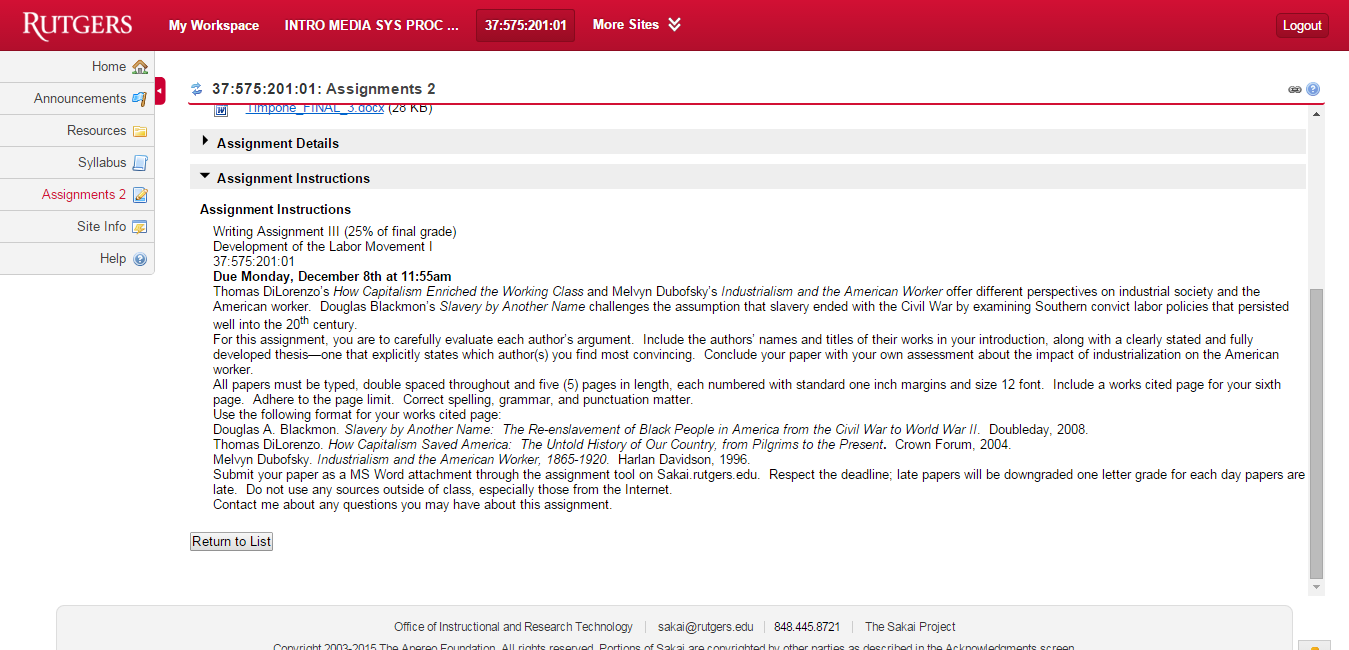 RUTGERS My Workspace INTRO MEDIA SYS PROC ... 37:575:201:01 More Sites Logout
Home
Announcements
Resources
Syllabus
Assignments 2
Site Info
Help
37:575:201:01: Assignments 2
Timpone_FINAL_3.docx (28 KB)
Assignment Details
Assignment Instructions
Assignment Instructions
Writing Assignment III (25% of final grade)
Development of the Labor Movement I
37:575:201:01
Due Monday, December 8th at 11:55am
Thomas DiLorenzo's How Capitalism Enriched the Working Class and Melvyn Dubofsky's Industrialism and the American Worker offer different perspectives on industrial society and the
American worker. Douglas Blackmon's Slavery by Another Name challenges the assumption that slavery ended with the Civil War by examining Southern convict labor policies that persisted
well into the 20th century.
For this assignment, you are to carefully evaluate each author's argument. Include the authors' names and titles of their works in your introduction, along with a clearly stated and fully
developed thesis—one that explicitly states which author(s) you find most convincing. Conclude your paper with your own assessment about the impact of industrialization on the American
worker.
All papers must be typed, double spaced throughout and five (5) pages in length, each numbered with standard one inch margins and size 12 font. Include a works cited page for your sixth
page. Adhere to the page limit. Correct spelling, grammar, and punctuation matter.
Use the following format for your works cited page:
Douglas A. Blackmon. Slavery by Another Name: The Re-enslavement of Black People in America from the Civil War to World War II. Doubleday, 2008.
Thomas DiLorenzo. How Capitalism Saved America: The Untold History of Our Country, from Pilgrims to the Present. Crown Forum, 2004.
Melvyn Dubofsky. Industrialism and the American Worker, 1865-1920. Harlan Davidson, 1996.
Submit your paper as a MS Word attachment through the assignment tool on Sakai.rutgers.edu. Respect the deadline; late papers will be downgraded one letter grade for each day papers are
late. Do not use any sources outside of class, especially those from the Internet.
Contact me about any questions you may have about this assignment.
Return to List
Office of Instructional and Research Technology | sakai@rutgers.edu | 848.445.8721 | The Sakai Project
Copyright 2003-2015 The Apereo Foundation. All rights reserved. Portions of Sakai are copyrighted by other parties as described in the Acknowledgments screen.